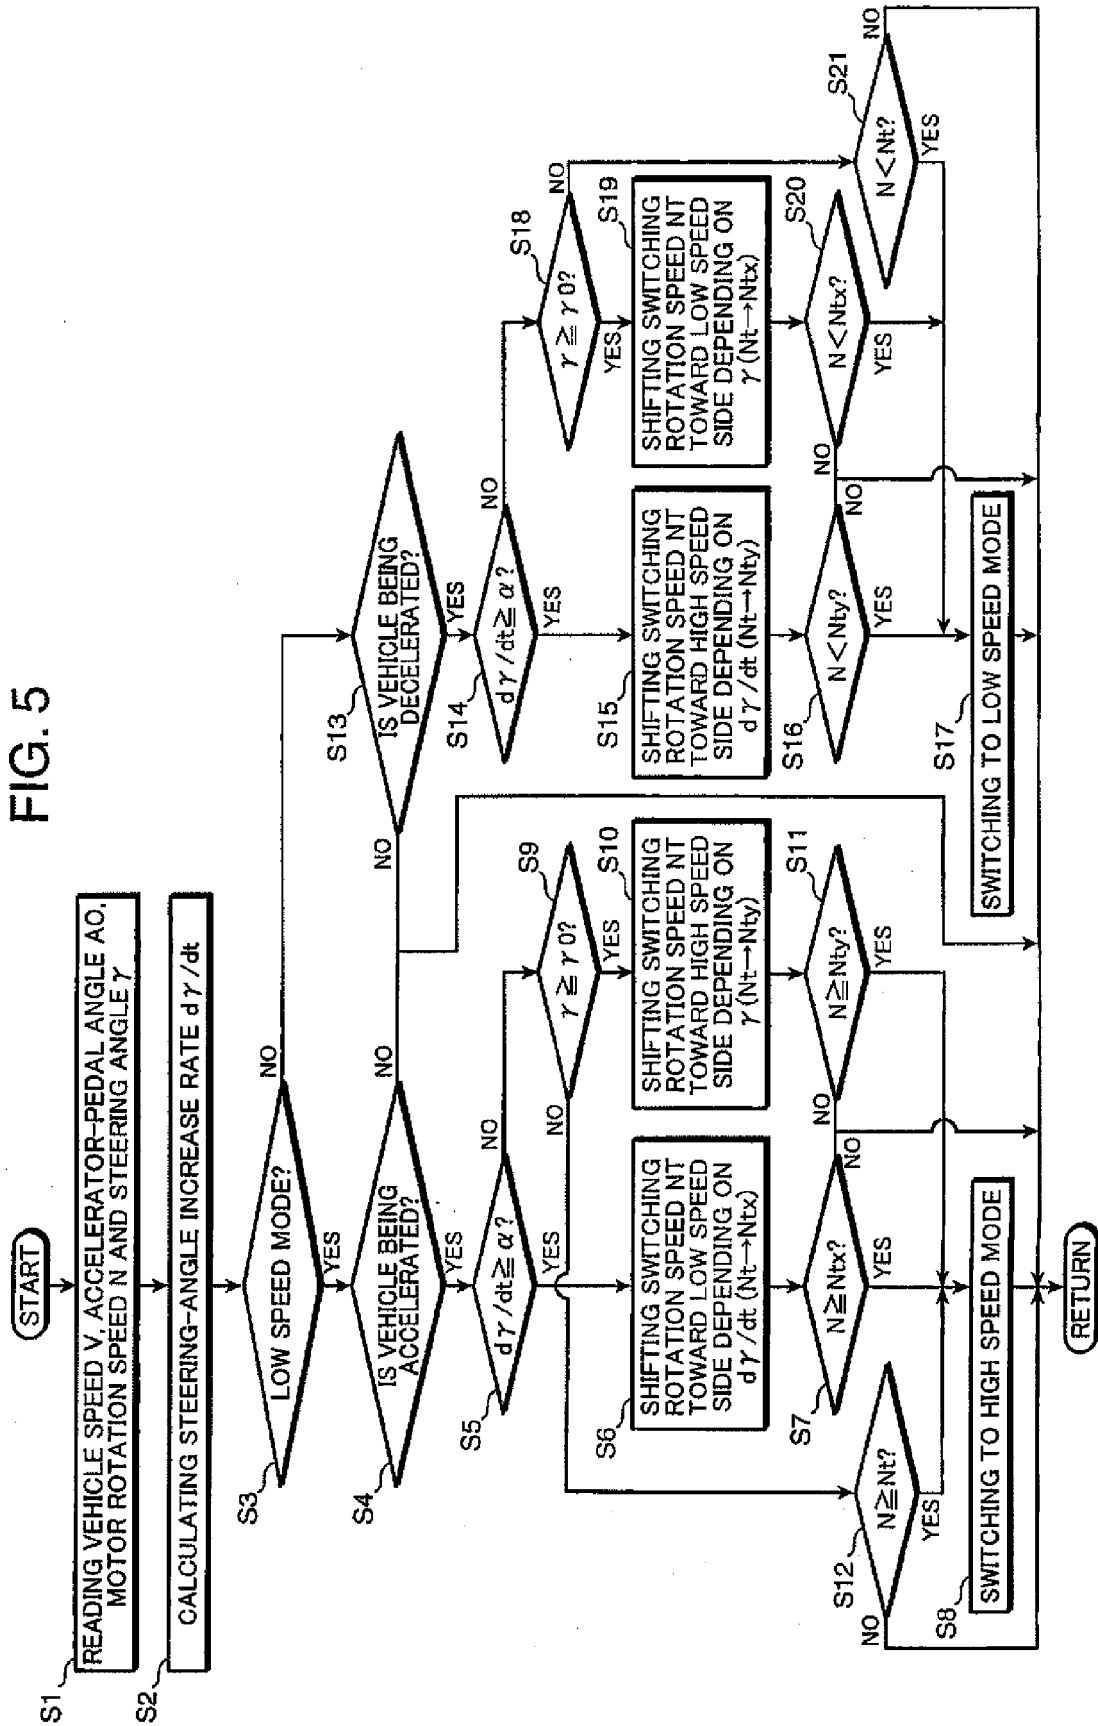 FIG. 5
START
S1
READING VEHICLE SPEED V, ACCELERATOR-PEDAL ANGLE AO,
MOTOR ROTATION SPEED N AND STEERING ANGLE γ
S2
CALCULATING STEERING-ANGLE INCREASE RATE dγ/dt
S3
LOW SPEED MODE?
NO
YES
S4
IS VEHICLE BEING
ACCELERATED?
NO
YES
S5
dγ/dt≧α?
NO
YES
S6
SHIFTING SWITCHING
ROTATION SPEED NT
TOWARD LOW SPEED
SIDE DEPENDING ON
dγ/dt (Nt→Ntx)
S7
N≧Ntx?
NO
YES
S8
SWITCHING TO HIGH SPEED MODE
S9
γ≧γ0?
NO
YES
S10
SHIFTING SWITCHING
ROTATION SPEED NT
TOWARD HIGH SPEED
SIDE DEPENDING ON
γ(Nt→Nty)
S11
N≧Nty?
NO
YES
S12
N≧Nt?
NO
YES
S13
IS VEHICLE BEING
DECELERATED?
NO
YES
S14
dγ/dt≧α?
NO
YES
S15
SHIFTING SWITCHING
ROTATION SPEED NT
TOWARD HIGH SPEED
SIDE DEPENDING ON
dγ/dt (Nt→Nty)
S16
N<Nty?
NO
YES
S17
SWITCHING TO LOW SPEED MODE
S18
γ≧γ0?
NO
YES
S19
SHIFTING SWITCHING
ROTATION SPEED NT
TOWARD LOW SPEED
SIDE DEPENDING ON
γ(Nt→Ntx)
S20
N<Ntx?
NO
YES
S21
N<Nt?
NO
YES
RETURN